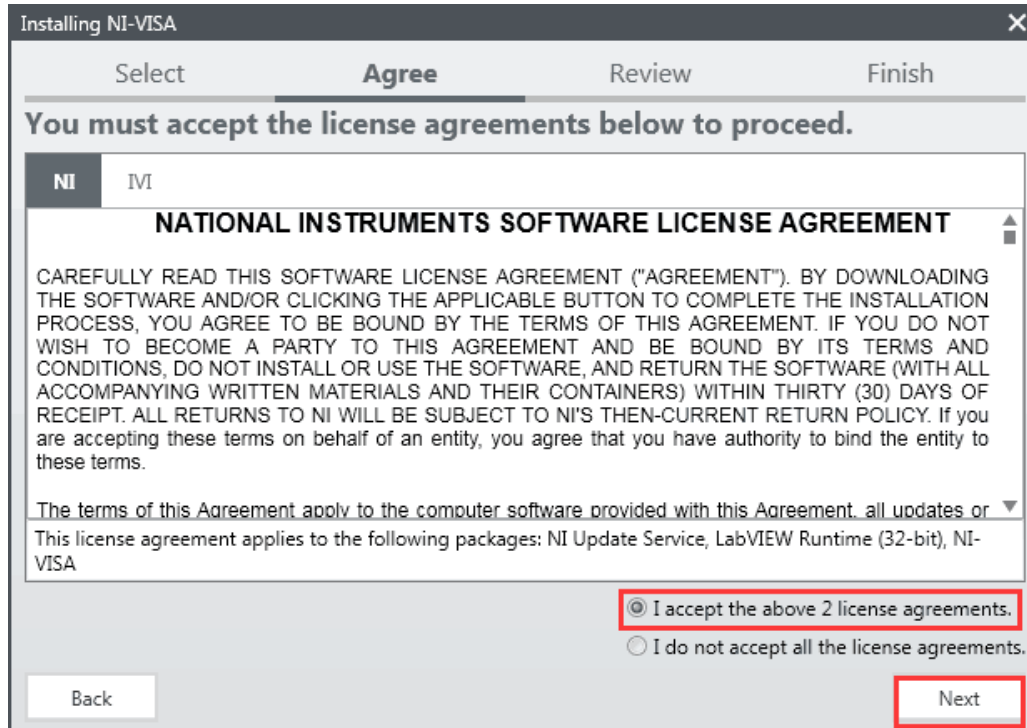 Installing NI-VISA
Select Agree Review Finish
You must accept the license agreements below to proceed.
NI IVI
NATIONAL INSTRUMENTS SOFTWARE LICENSE AGREEMENT
CAREFULLY READ THIS SOFTWARE LICENSE AGREEMENT ("AGREEMENT"). BY DOWNLOADING
THE SOFTWARE AND/OR CLICKING THE APPLICABLE BUTTON TO COMPLETE THE INSTALLATION
PROCESS, YOU AGREE TO BE BOUND BY THE TERMS OF THIS AGREEMENT. IF YOU DO NOT
WISH TO BECOME A PARTY TO THIS AGREEMENT AND BE BOUND BY ITS TERMS AND
CONDITIONS, DO NOT INSTALL OR USE THE SOFTWARE, AND RETURN THE SOFTWARE (WITH ALL
ACCOMPANYING WRITTEN MATERIALS AND THEIR CONTAINERS) WITHIN THIRTY (30) DAYS OF
RECEIPT. ALL RETURNS TO NI WILL BE SUBJECT TO NI'S THEN-CURRENT RETURN POLICY. If you
are accepting these terms on behalf of an entity, you agree that you have authority to bind the entity to
these terms.
The terms of this Agreement apply to the computer software provided with this Agreement, all updates or
This license agreement applies to the following packages: NI Update Service, LabVIEW Runtime (32-bit), NI-
VISA
I accept the above 2 license agreements.
I do not accept all the license agreements.
Back Next